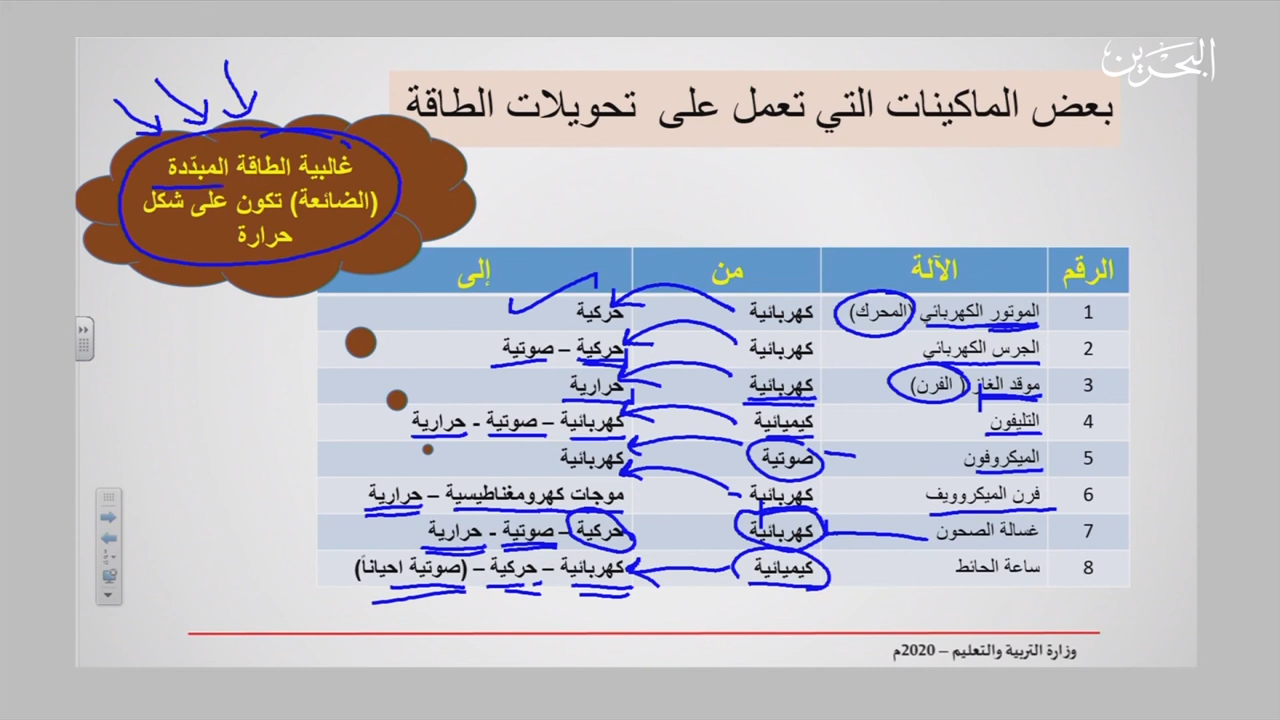 البحرين
بعض الماكينات التي تعمل على تحويلات الطاقة
غالبية الطاقة المبدّدة
(الضائعة) تكون على شكل
حرارة
الرقم الآلة من إلى
1 الموتور الكهربائي (المحرك) كهربائية حركية
2 الجرس الكهربائي كهربائية حركية – صوتية
3 موقد الغاز ( الفرن) كهربائية حرارية
4 التليفون كيميائية كهربائية – صوتية - حرارية
5 الميكروفون صوتية كهربائية
6 فرن الميكروويف كهربائية موجات كهرومغناطيسية – حرارية
7 غسالة الصحون كهربائية حركية – صوتية - حرارية
8 ساعة الحائط كيميائية كهربائية – حركية – (صوتية احياناً)
وزارة التربية والتعليم – 2020م